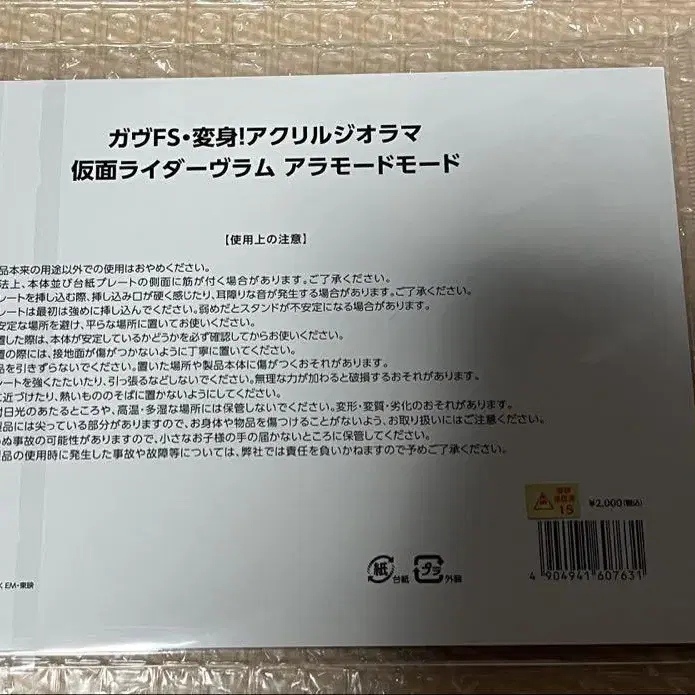 ガヴFS・変身!アクリルジオラマ
仮面ライダーヴラム アラモードモード
【使用上の注意】
品本来の用途以外での使用はおやめください。
法上、本体並び台紙プレートの側面に筋が付く場合があります。ご了承ください。
レートを挿し込む際、挿し込み口が硬く感じたり、耳障りな音が発生する場合があります。ご了承ください。
レートは最初は強めに挿し込んでください。弱めだとスタンドが不安定になる場合があります。
安定な場所を避け、平らな場所に置いてお使いください。
置した際は、本体が安定しているかどうかを必ず確認してからお使いください。
置の際には、接地面が傷がつかないように丁寧に置いてください。
品を引きずらないでください。置いた場所や製品本体に傷がつくおそれがあります。
レートを強くたたいたり、引っ張るなどしないでください。無理な力が加わると破損するおそれがあります。
に近づけたり、熱いもののそばに置かないようにしてください。
射日光のあたるところや、高温・多湿な場所には保管しないでください。変形・変質・劣化のおそれがあります。
製品には尖っている部分がありますので、お身体や物品を傷つけることがないよう、お取り扱いにはご注意ください。
ぬ事故の可能性がありますので、小さなお子様の手の届かないところに保管してください。
製品の使用時に発生した事故や故障等については、弊社では責任を負いかねますので予めご了承ください。
15
¥2,000(税込)
紙 台紙
プラ 外装
4 904941 607631
K EM・東映